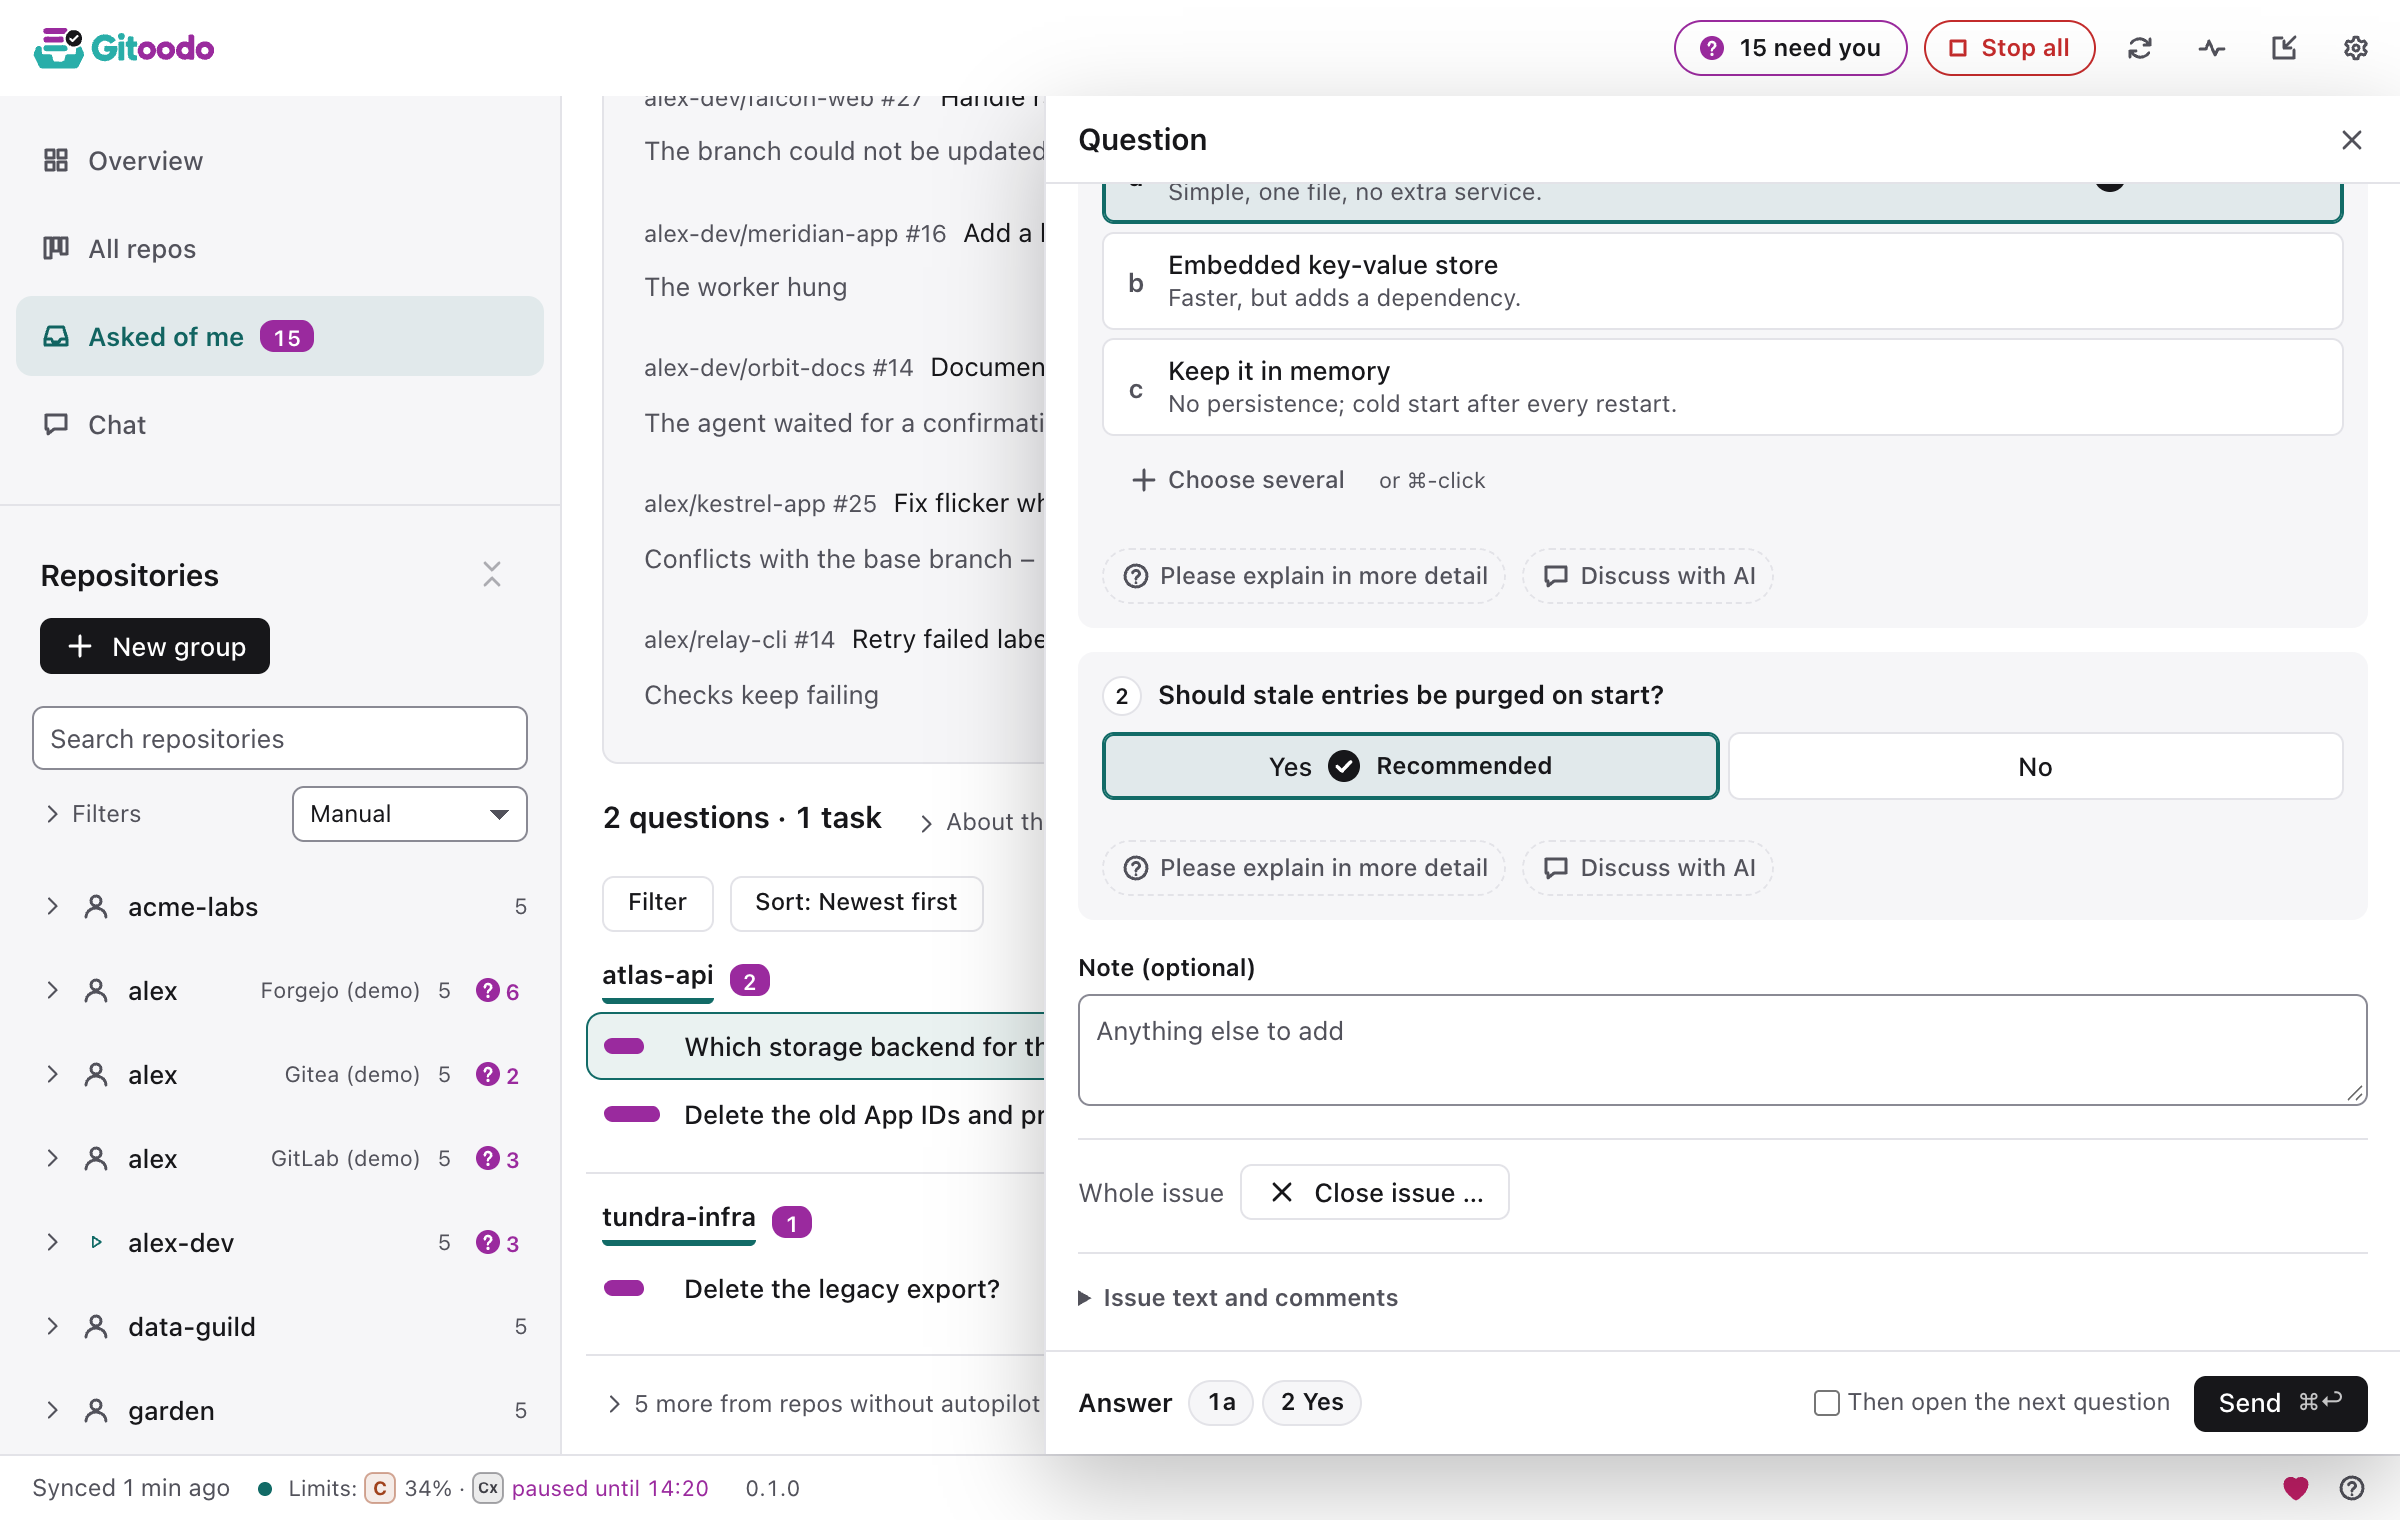 Gitoodo
15 need you
Stop all
Overview
All repos
Asked of me 15
Chat
Repositories
New group
Search repositories
Filters
Manual
acme-labs 5
alex Forgejo (demo) 5 ? 6
alex Gitea (demo) 5 ? 2
alex GitLab (demo) 5 ? 3
alex-dev 5 ? 3
data-guild 5
garden 5
alex-dev/falcon-web #27 Handle
The branch could not be updated
alex-dev/meridian-app #16 Add a
The worker hung
alex-dev/orbit-docs #14 Documen
The agent waited for a confirmati
alex/kestrel-app #25 Fix flicker wh
Conflicts with the base branch –
alex/relay-cli #14 Retry failed labe
Checks keep failing
2 questions · 1 task
About th
Filter
Sort: Newest first
atlas-api 2
Which storage backend for th
Delete the old App IDs and pr
tundra-infra 1
Delete the legacy export?
5 more from repos without autopilot
Question
Simple, one file, no extra service.
b Embedded key-value store
Faster, but adds a dependency.
c Keep it in memory
No persistence; cold start after every restart.
Choose several or ⌘-click
Please explain in more detail
Discuss with AI
2 Should stale entries be purged on start?
Yes Recommended
No
Please explain in more detail
Discuss with AI
Note (optional)
Anything else to add
Whole issue
Close issue ...
Issue text and comments
Answer 1a 2 Yes
Then open the next question
Send ⌘↩
Synced 1 min ago
Limits: C 34% · Cx paused until 14:20
0.1.0